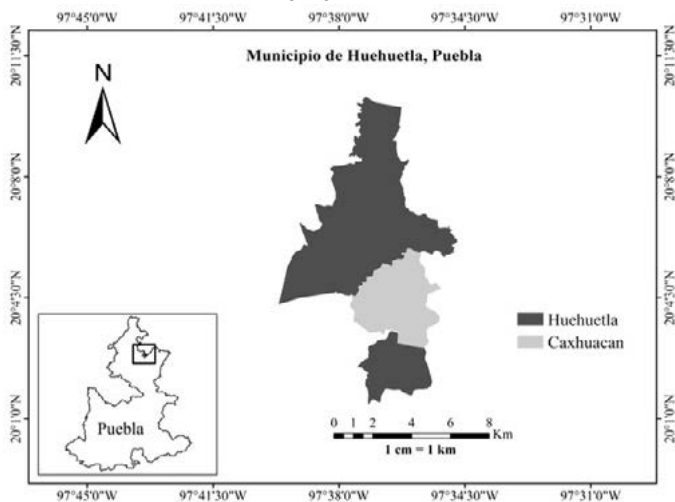 97°45'0"W 97°41'30"W 97°38'0"W 97°34'30"W 97°31'0"W
20°11'30"N 20°11'30"N
Municipio de Huehuetla, Puebla
N
20°8'0"N 20°8'0"N
20°4'30"N 20°4'30"N
Huehuetla
Caxhuacan
Puebla
20°1'0"N 20°1'0"N
0 1 2 4 6 8
Km
1 cm = 1 km
97°45'0"W 97°41'30"W 97°38'0"W 97°34'30"W 97°31'0"W